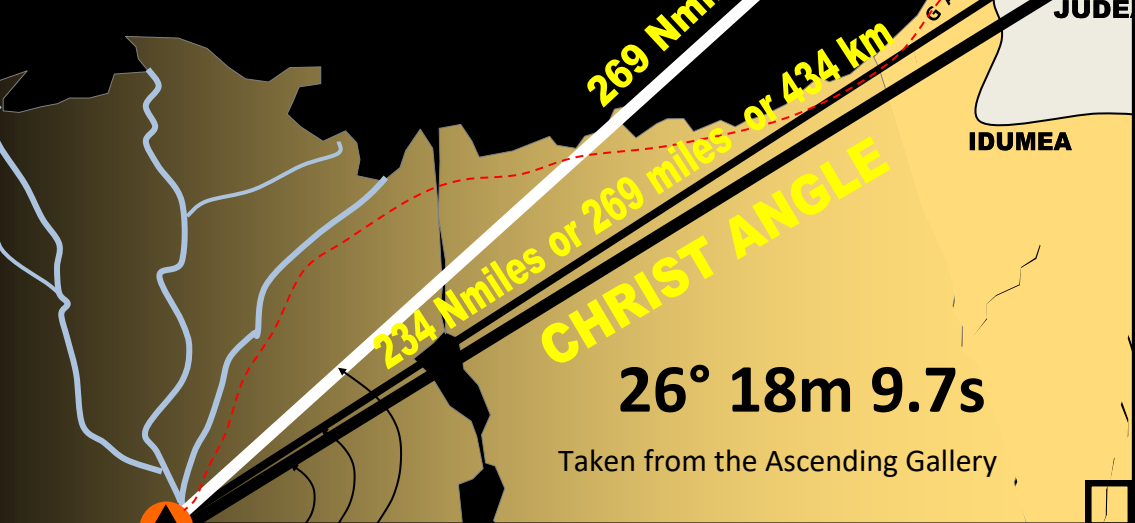 JUDE
G
269 Nm
234 Nmiles or 269 miles or 434 km
IDUMEA
CHRIST ANGLE
26° 18m 9.7s
Taken from the Ascending Gallery